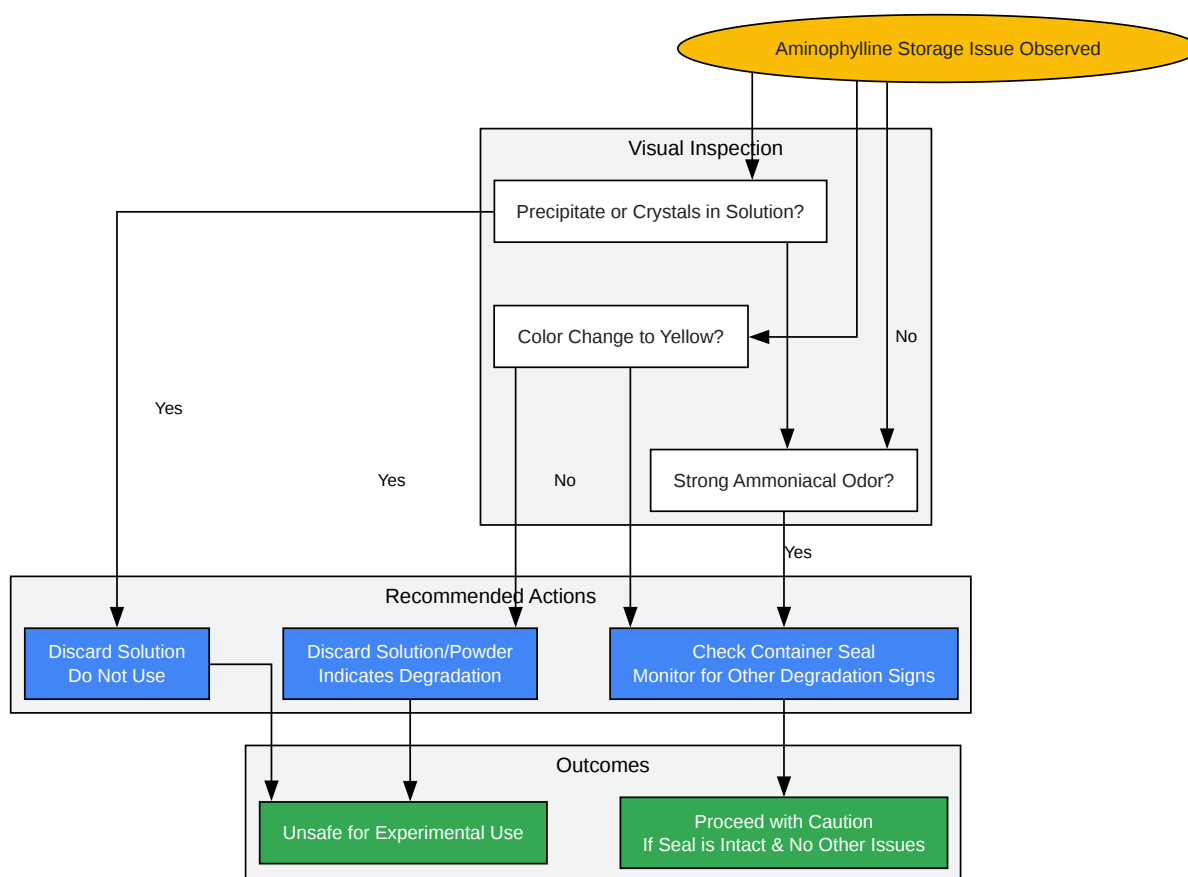 Aminophylline Storage Issue Observed
Visual Inspection
Precipitate or Crystals in Solution?
Color Change to Yellow?
No
Yes
Strong Ammoniacal Odor?
Yes
No
Yes
Recommended Actions
Discard Solution
Do Not Use
Discard Solution/Powder
Indicates Degradation
Check Container Seal
Monitor for Other Degradation Signs
Outcomes
Unsafe for Experimental Use
Proceed with Caution
If Seal is Intact & No Other Issues